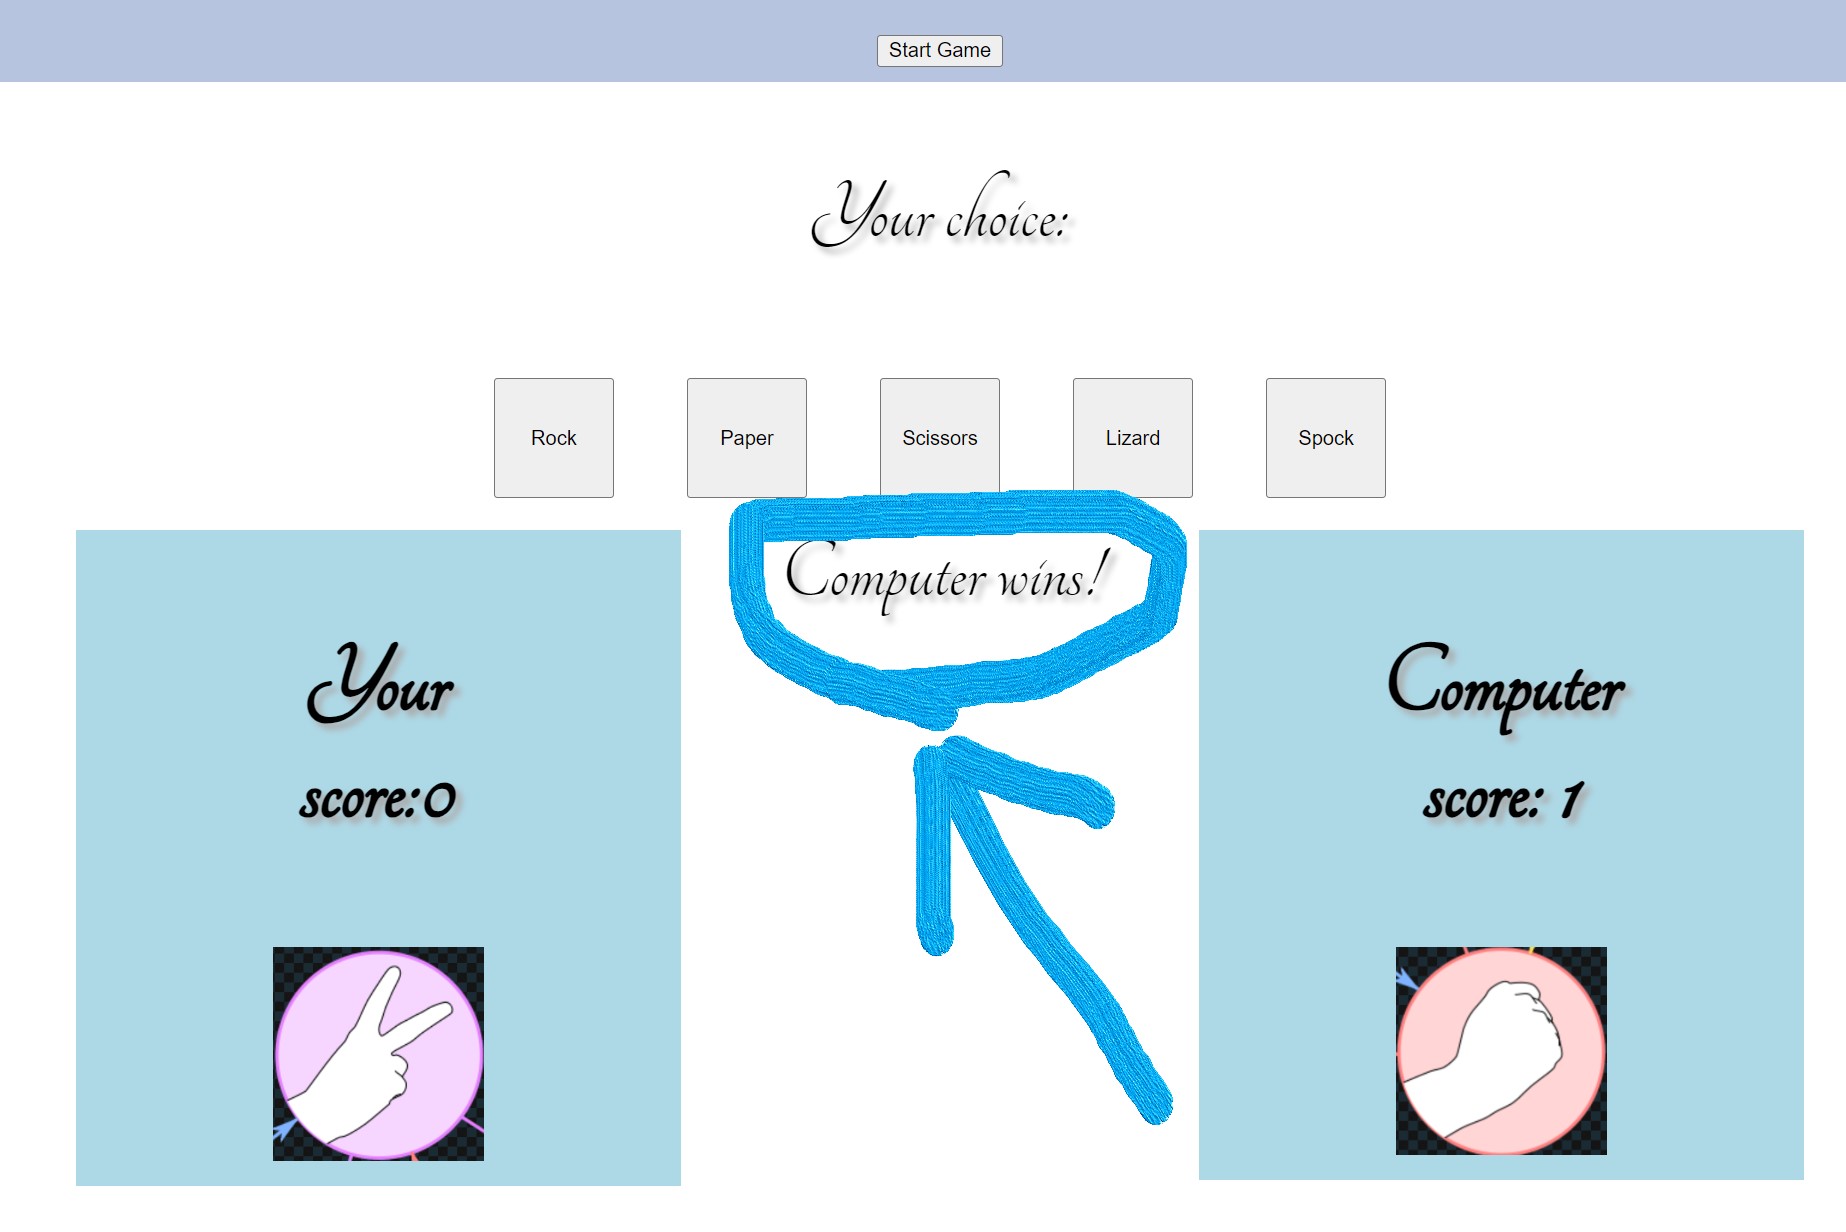 Start Game
Your choice:
Rock
Paper
Scissors
Lizard
Spock
Computer wins!
Your
score:0
Computer
score: 1